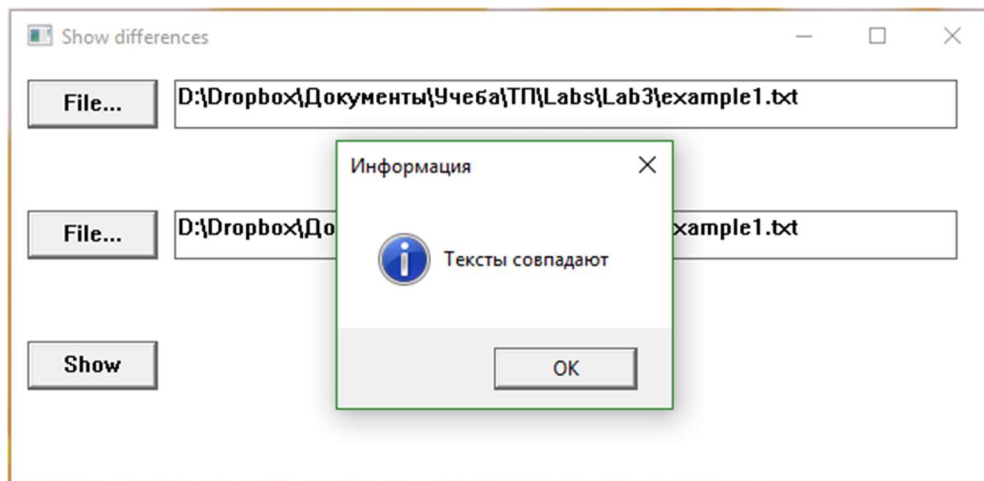 Show differences
File...
D:\Dropbox\Документы\Учеба\ТП\Labs\Lab3\example1.txt
Информация
File...
D:\Dropbox\До
xample1.txt
Тексты совпадают
Show
OK